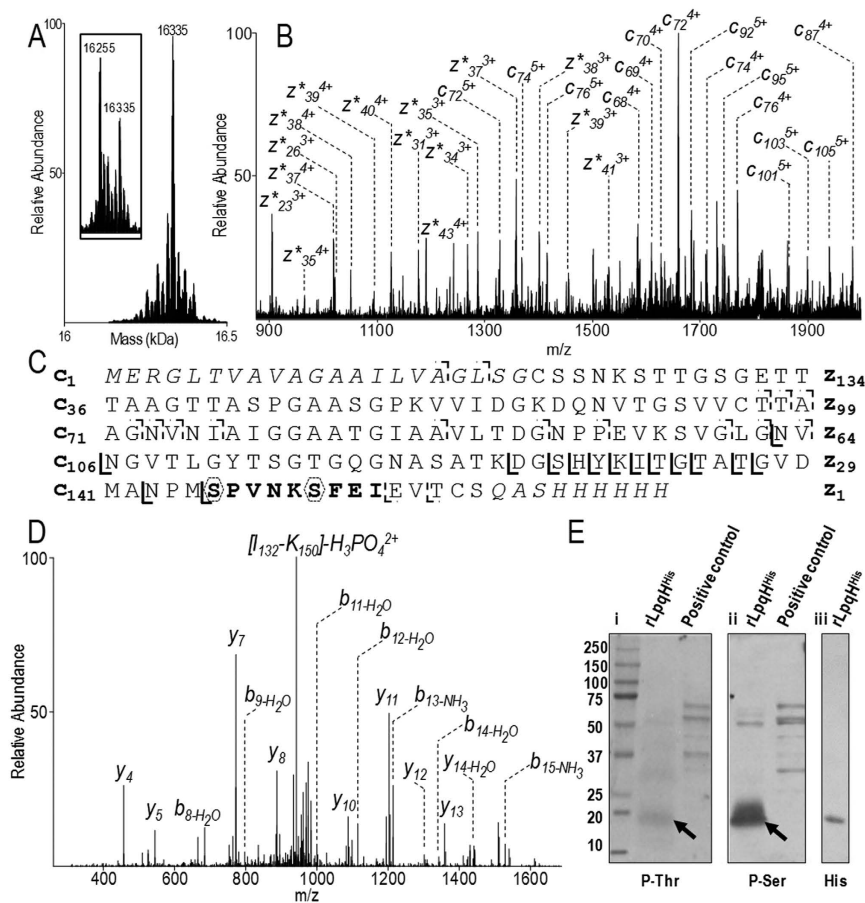 A
100
50
Relative Abundance
16335
16255
16335
16
16.5
Mass (kDa)
B
100
50
Relative Abundance
z*23 3+
z*35 4+
z*37 4+
z*26 3+
z*38 4+
z*39 4+
z*40 4+
z*31 3+
z*43 4+
z*34 3+
z*35 3+
c72 5+
z*37 3+
c74 5+
z*38 3+
c76 5+
z*39 3+
z*41 3+
c68 4+
c69 4+
c70 4+
c72 4+
c92 5+
c74 4+
c95 5+
c76 4+
c101 5+
c103 5+
c105 5+
c87 4+
900 1100 1300 1500 1700 1900
m/z
C
c1 MERGLTVAVAGAAILVAGLSGCSSNKSTTGSGETT z134
c36 TAAGTTASPGAASGPKVVIDGKDQNVTGSVVCTTA z99
c71 AGNVNIAIGGAATGIAAVLTDGNPPEVKSVGLGNV z64
c106 NGVTLGYTSGTGQGNASATKDGSHYKITGTATGVD z29
c141 MANPMSPVNKSFEIEVTCSQASHHHHHH z1
D
[I132-K150]-H3PO4 2+
100
50
Relative Abundance
y4
y5
b8-H2O
y7
b9-H2O
y8
b11-H2O
y10
b12-H2O
y11
b13-NH3
y12
b14-H2O
y13
y14-H2O
b15-NH3
400 600 800 1000 1200 1400 1600
m/z
E
i rLpqHHis Positive control
ii rLpqHHis Positive control
iii rLpqHHis
250
150
100
75
50
37
25
20
10
P-Thr P-Ser His